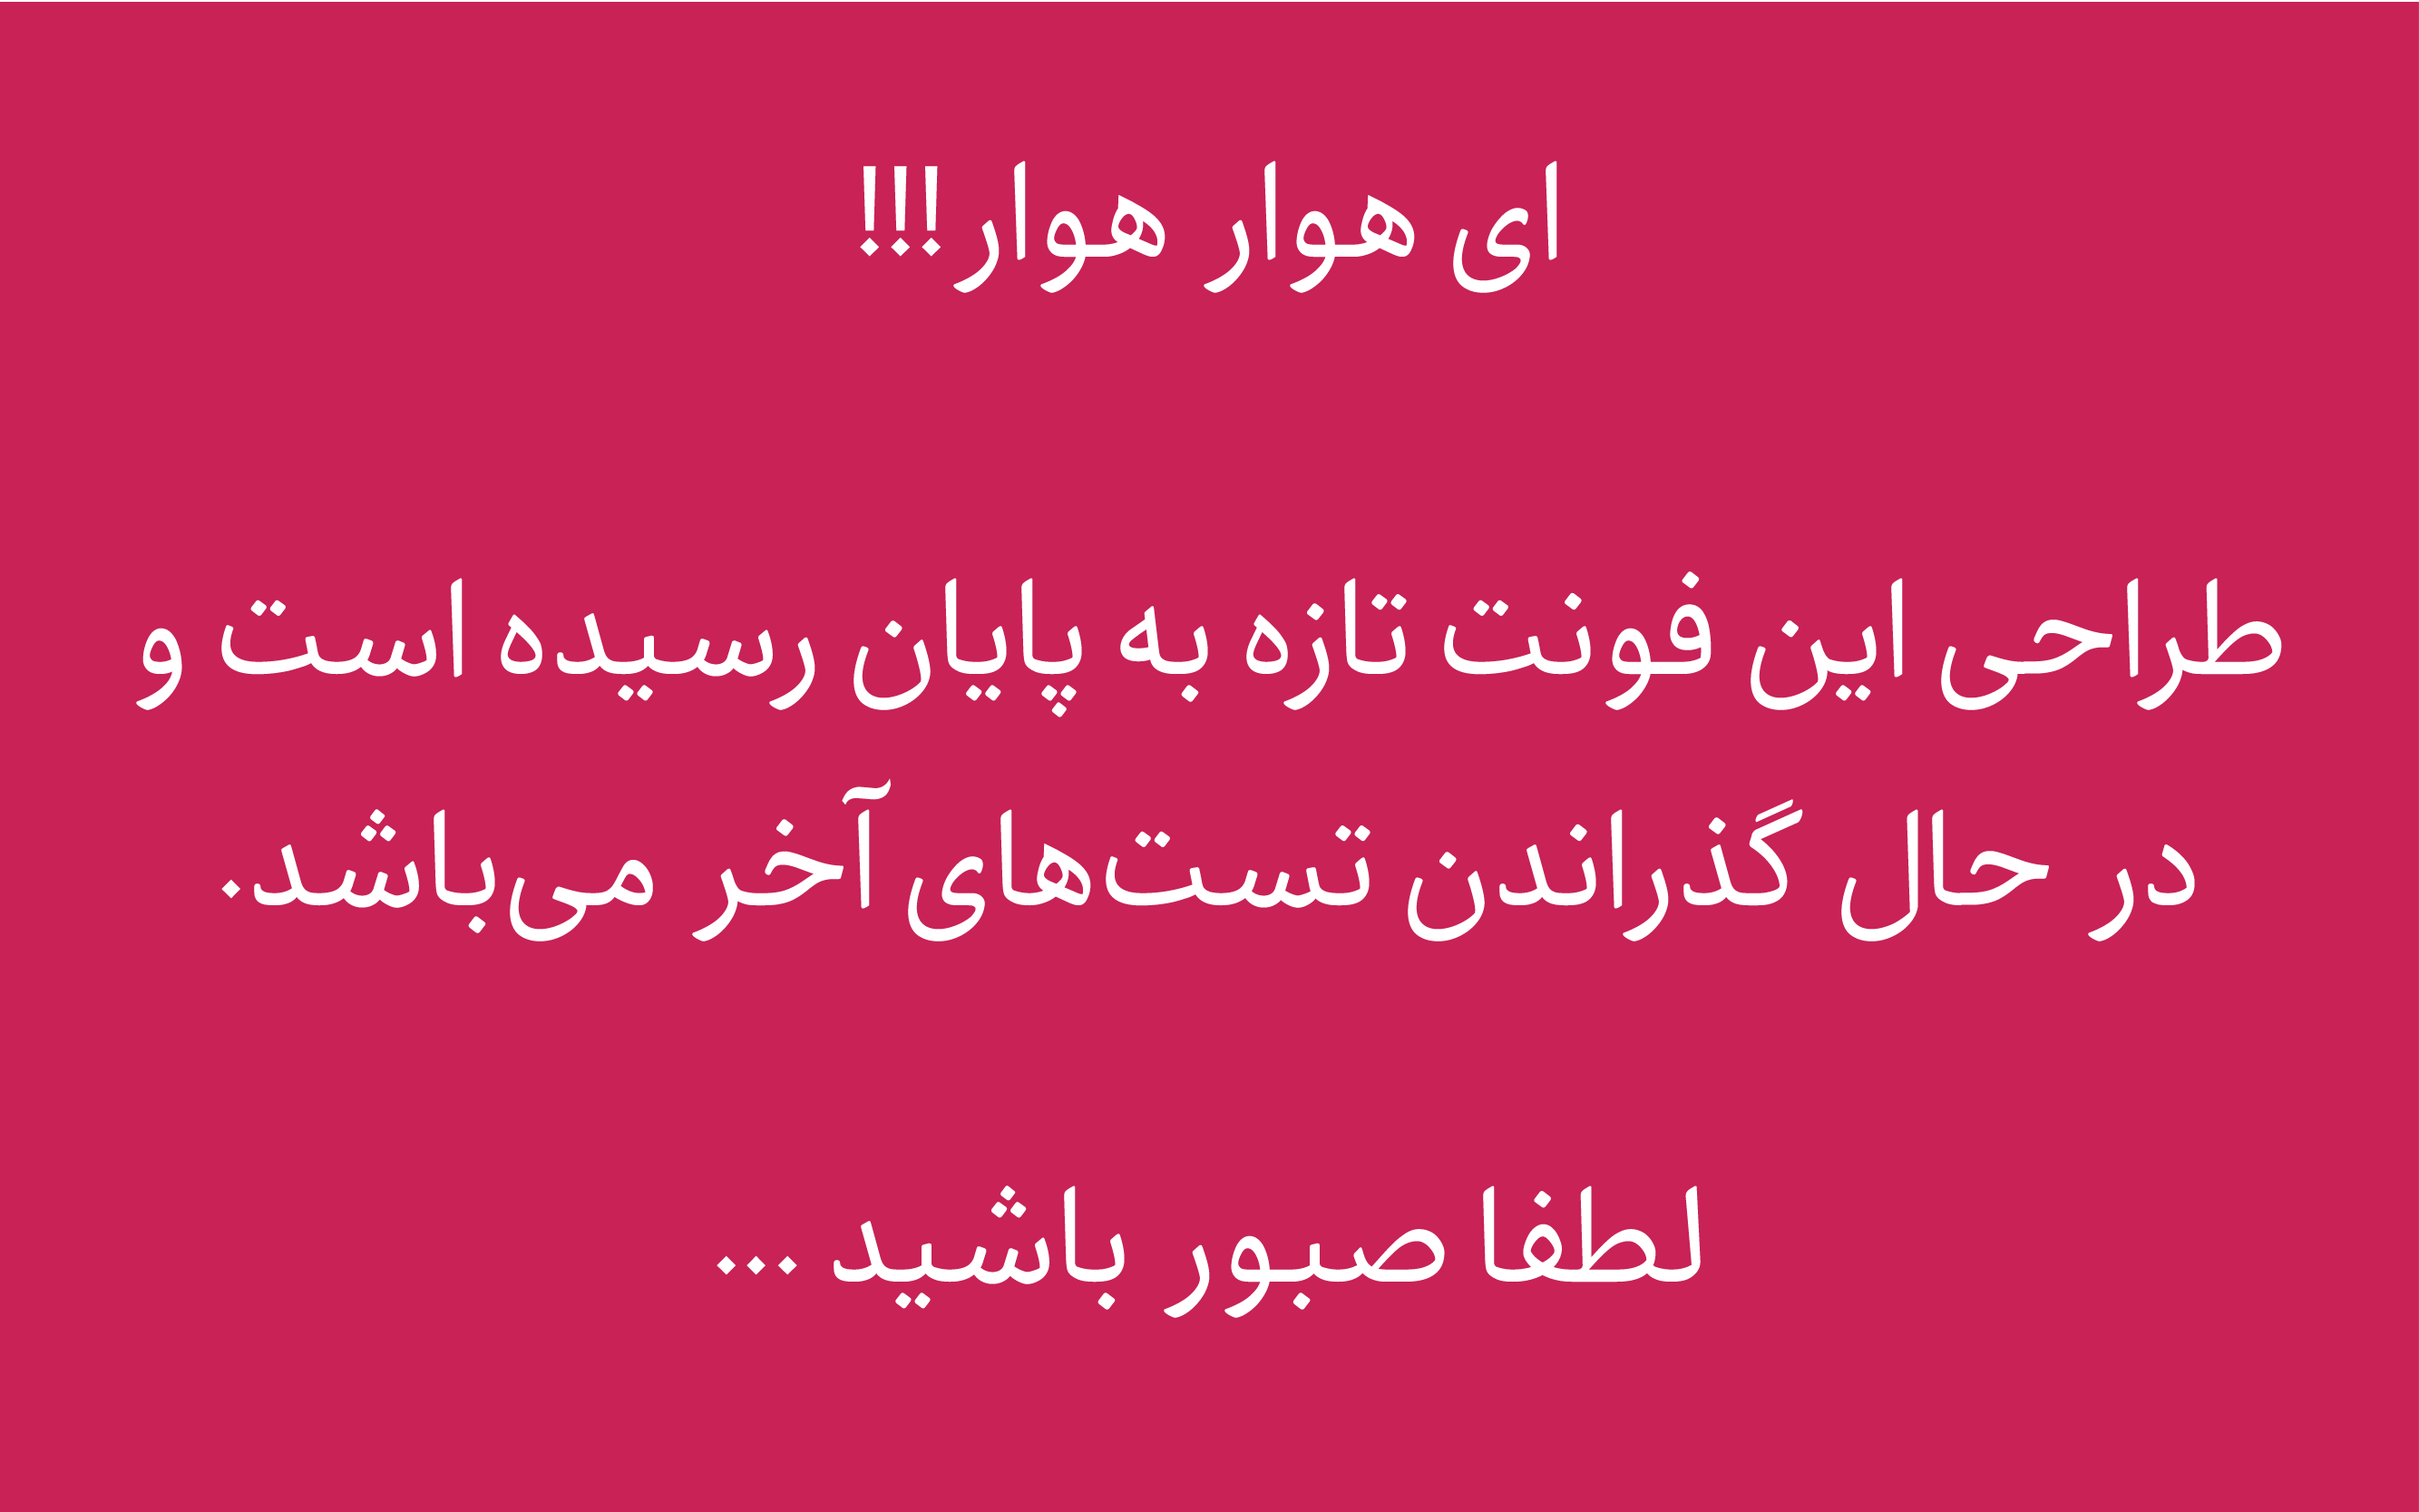 ای هوار هوار!!!
طراحی این فونت تازه به پایان رسیده است و
در حال گذراندن تست‌های آخر می‌باشد.
لطفا صبور باشید ...